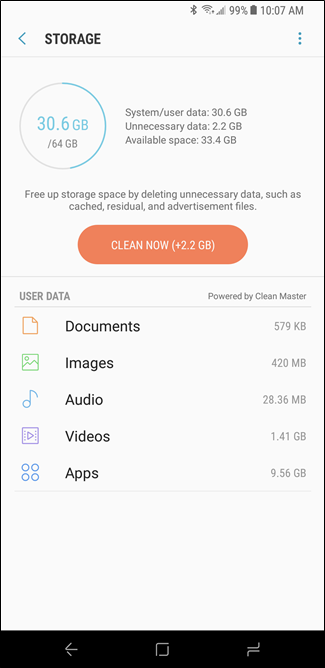 99% 10:07 AM
STORAGE
30.6 GB
/64 GB
System/user data: 30.6 GB
Unnecessary data: 2.2 GB
Available space: 33.4 GB
Free up storage space by deleting unnecessary data, such as
cached, residual, and advertisement files.
CLEAN NOW (+2.2 GB)
USER DATA Powered by Clean Master
Documents 579 KB
Images 420 MB
Audio 28.36 MB
Videos 1.41 GB
Apps 9.56 GB